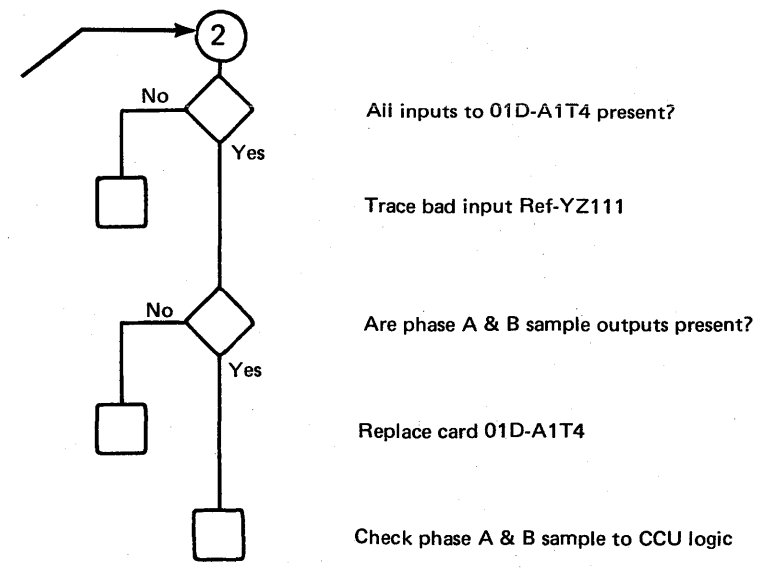 2
No
All inputs to 01D-A1T4 present?
Yes
Trace bad input Ref-YZ111
No
Are phase A & B sample outputs present?
Yes
Replace card 01D-A1T4
Check phase A & B sample to CCU logic